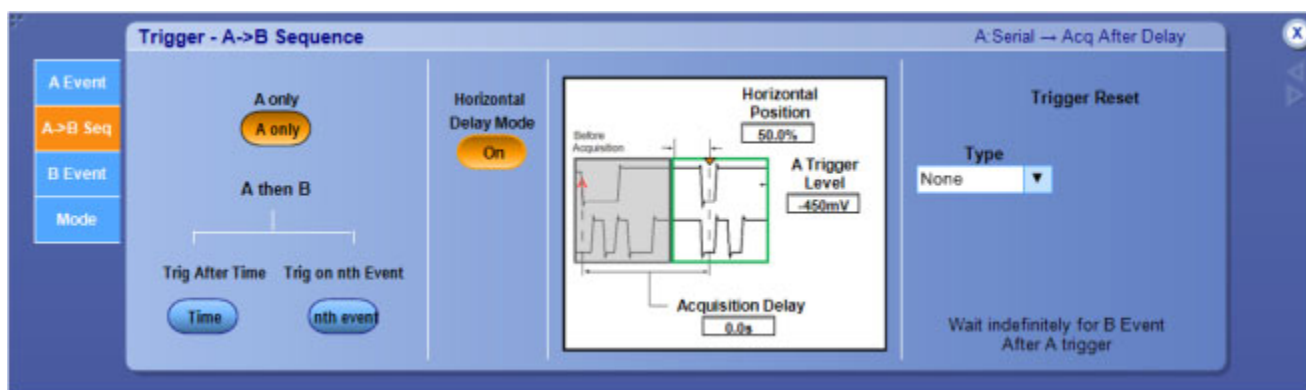 Trigger - A->B Sequence
A:Serial → Acq After Delay
X
A Event
A->B Seq
B Event
Mode
A only
A only
A then B
Trig After Time
Trig on nth Event
Time
nth event
Horizontal
Delay Mode
On
Horizontal
Position
50.0%
Before
Acquisition
A
A Trigger
Level
-450mV
Acquisition Delay
0.0s
Trigger Reset
Type
None
Wait indefinitely for B Event
After A trigger